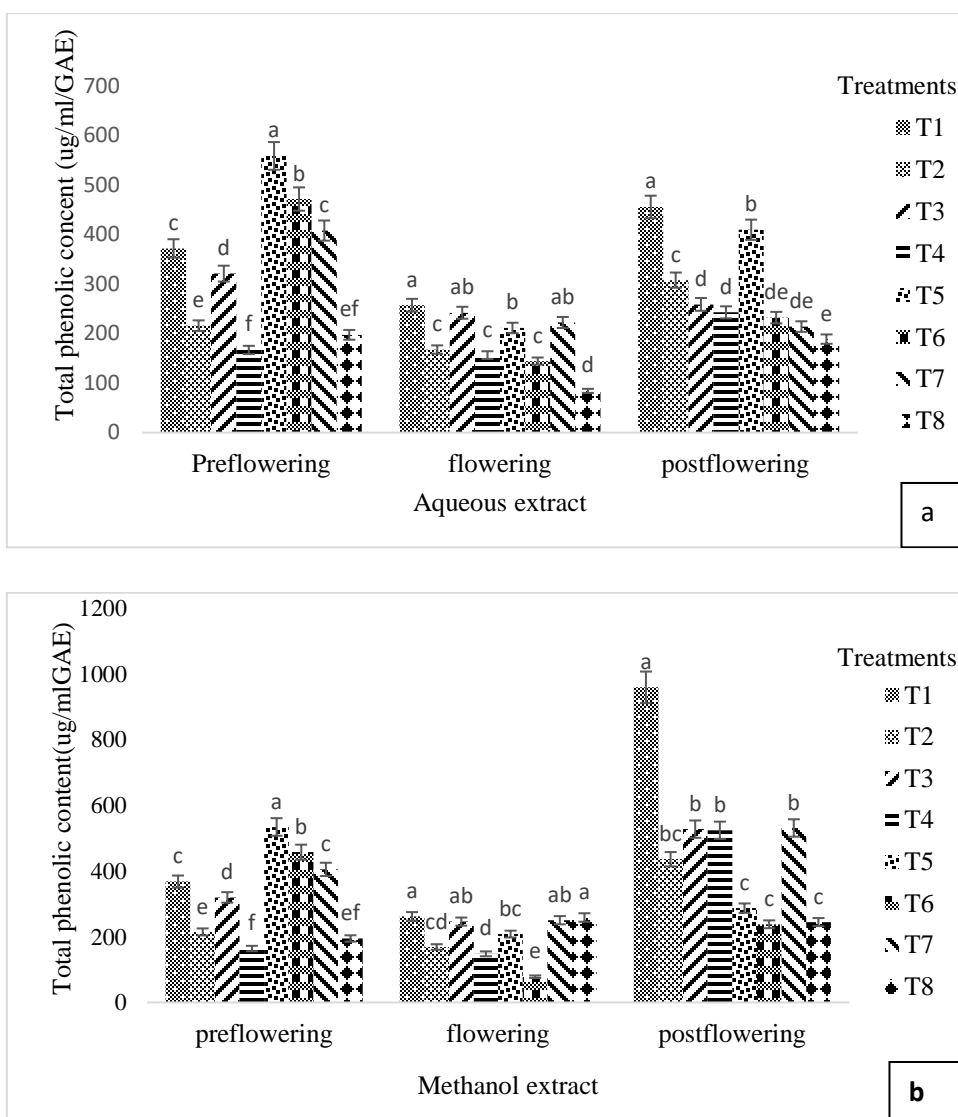 Total phenolic concent (ug/ml/GAE)
700
600
500
400
300
200
100
0
c
e
d
f
a
b
c
ef
a
c
ab
c
b
c
ab
d
a
c
d
d
b
de
de
e
Preflowering
flowering
postflowering
Aqueous extract
Treatments
T1
T2
T3
T4
T5
T6
T7
T8
a
Total phenolic content(ug/mlGAE)
1200
1000
800
600
400
200
0
c
e
d
f
a
b
c
ef
a
cd
ab
d
bc
e
ab
a
a
bc
b
b
c
c
b
c
preflowering
flowering
postflowering
Methanol extract
Treatments
T1
T2
T3
T4
T5
T6
T7
T8
b